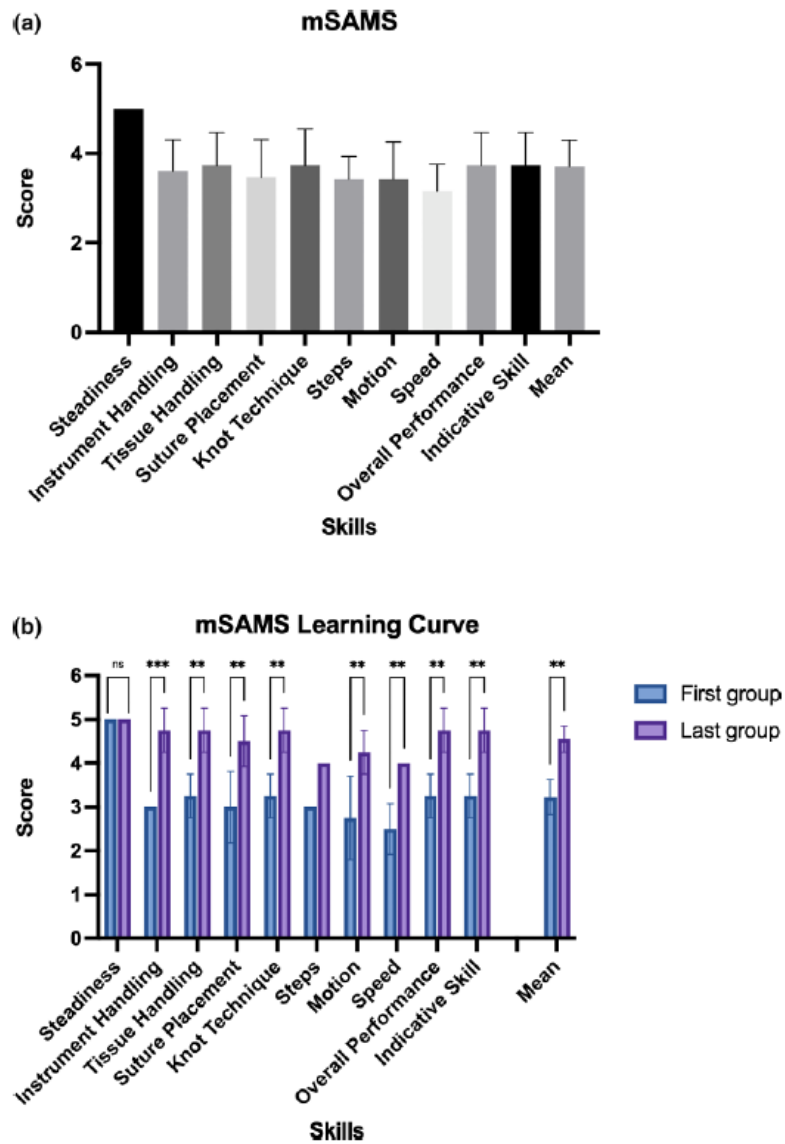 (a)
mSAMS
6
4
2
0
Score
Steadiness
Instrument Handling
Tissue Handling
Suture Placement
Knot Technique
Steps
Motion
Speed
Overall Performance
Indicative Skill
Mean
Skills
(b)
mSAMS Learning Curve
ns
***
**
**
**
**
**
**
**
**
6
5
4
3
2
1
0
Score
First group
Last group
Steadiness
Instrument Handling
Tissue Handling
Suture Placement
Knot Technique
Steps
Motion
Speed
Overall Performance
Indicative Skill
Mean
Skills